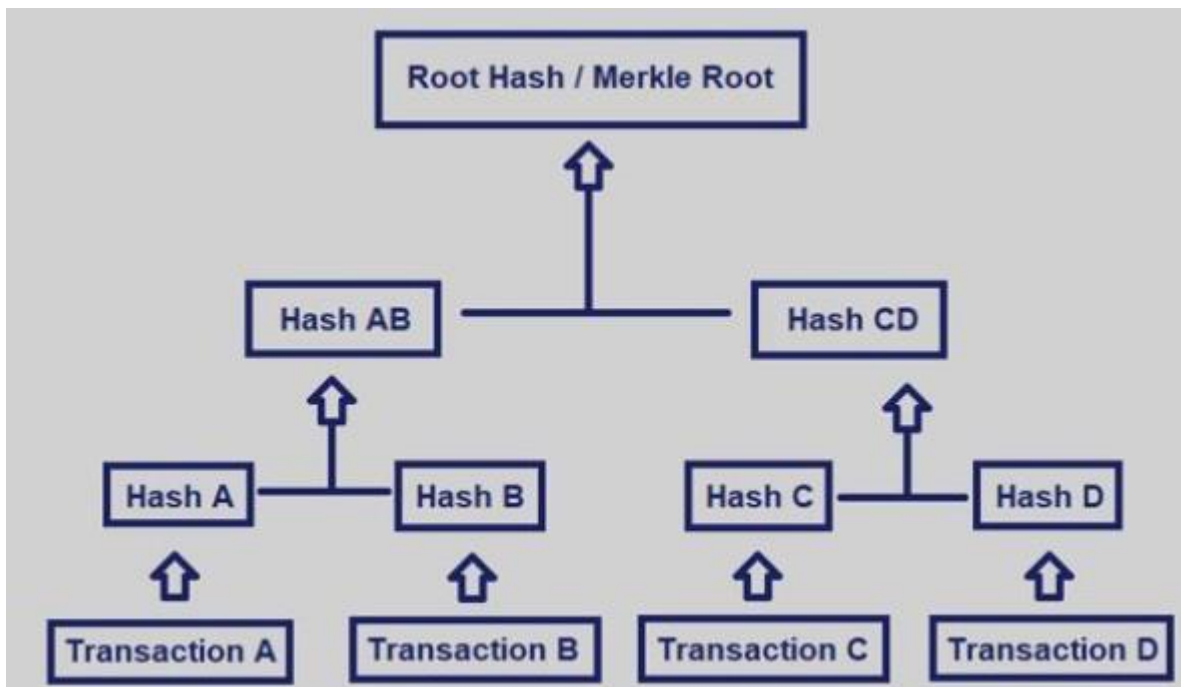 Root Hash / Merkle Root
Hash AB
Hash CD
Hash A
Hash B
Hash C
Hash D
Transaction A
Transaction B
Transaction C
Transaction D